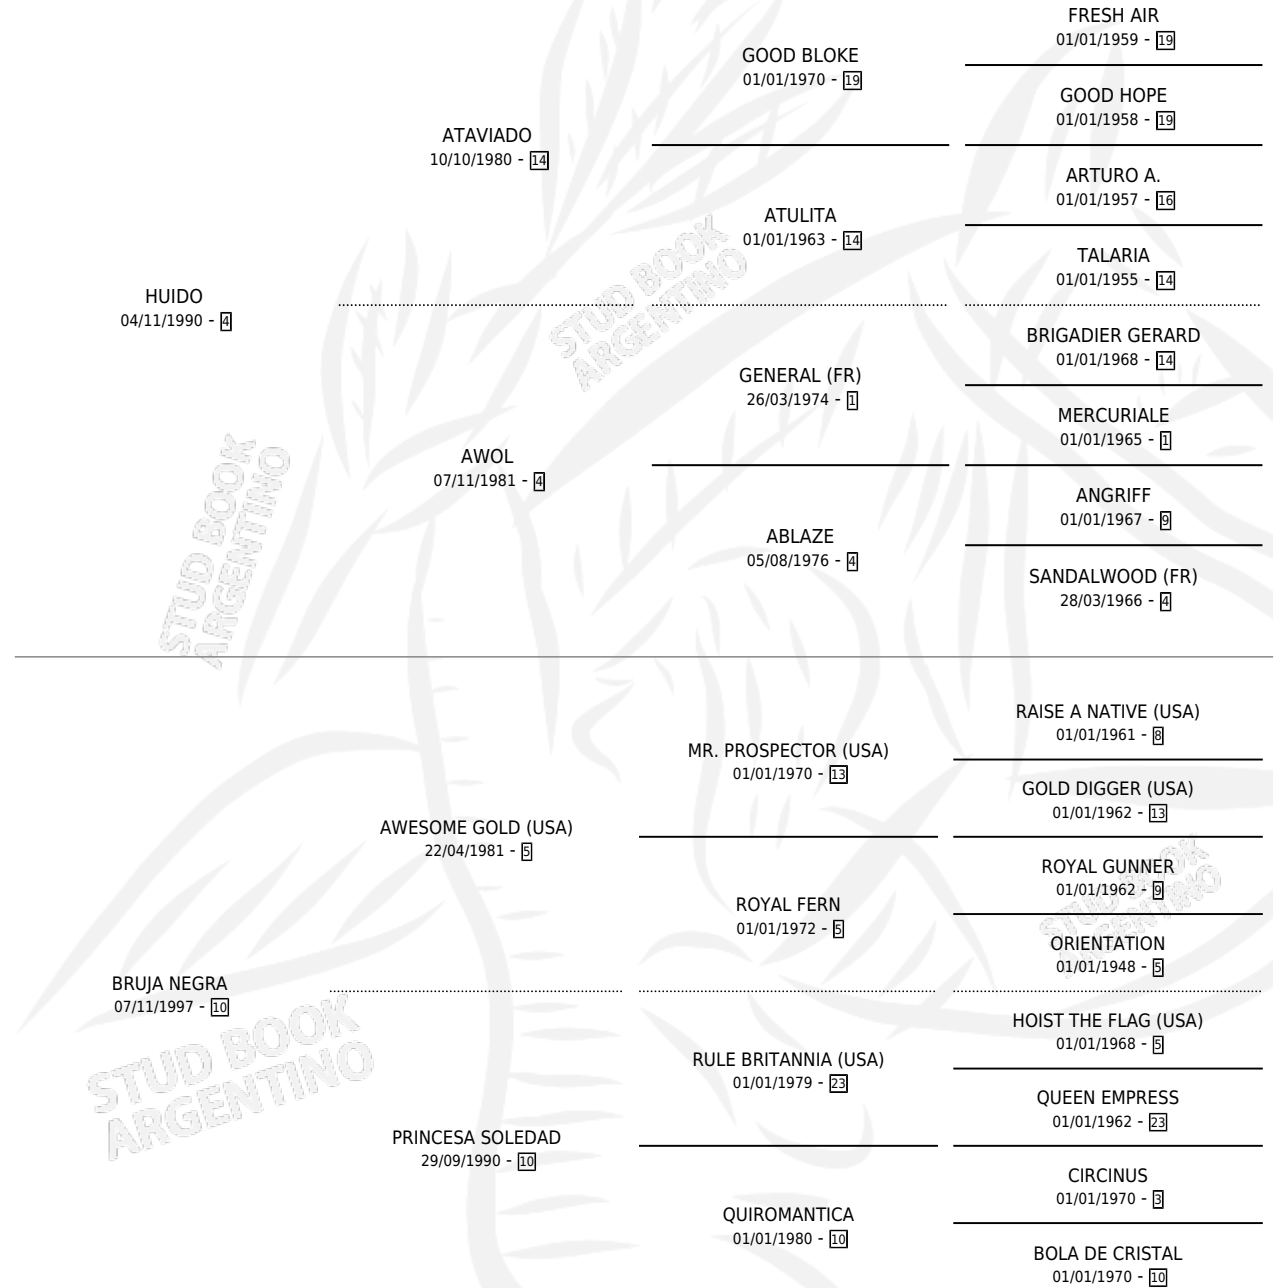 FRESH AIR
01/01/1959 - 19
GOOD BLOKE
01/01/1970 - 19
GOOD HOPE
01/01/1958 - 19
ATAVIADO
10/10/1980 - 14
ARTURO A.
01/01/1957 - 16
ATULITA
01/01/1963 - 14
TALARIA
01/01/1955 - 14
HUIDO
04/11/1990 - 4
BRIGADIER GERARD
01/01/1968 - 14
GENERAL (FR)
26/03/1974 - 1
MERCURIALE
01/01/1965 - 1
AWOL
07/11/1981 - 4
ANGRIFF
01/01/1967 - 9
ABLAZE
05/08/1976 - 4
SANDALWOOD (FR)
28/03/1966 - 4
STUD BOOK
ARGENTINO
STUD BOOK
ARGENTINO
RAISE A NATIVE (USA)
01/01/1961 - 8
MR. PROSPECTOR (USA)
01/01/1970 - 13
GOLD DIGGER (USA)
01/01/1962 - 13
AWESOME GOLD (USA)
22/04/1981 - 5
ROYAL GUNNER
01/01/1962 - 9
ROYAL FERN
01/01/1972 - 5
ORIENTATION
01/01/1948 - 5
BRUJA NEGRA
07/11/1997 - 10
HOIST THE FLAG (USA)
01/01/1968 - 5
RULE BRITANNIA (USA)
01/01/1979 - 23
QUEEN EMPRESS
01/01/1962 - 23
PRINCESA SOLEDAD
29/09/1990 - 10
CIRCINUS
01/01/1970 - 3
QUIROMANTICA
01/01/1980 - 10
BOLA DE CRISTAL
01/01/1970 - 10
STUD BOOK
ARGENTINO
STUD BOOK
ARGENTINO